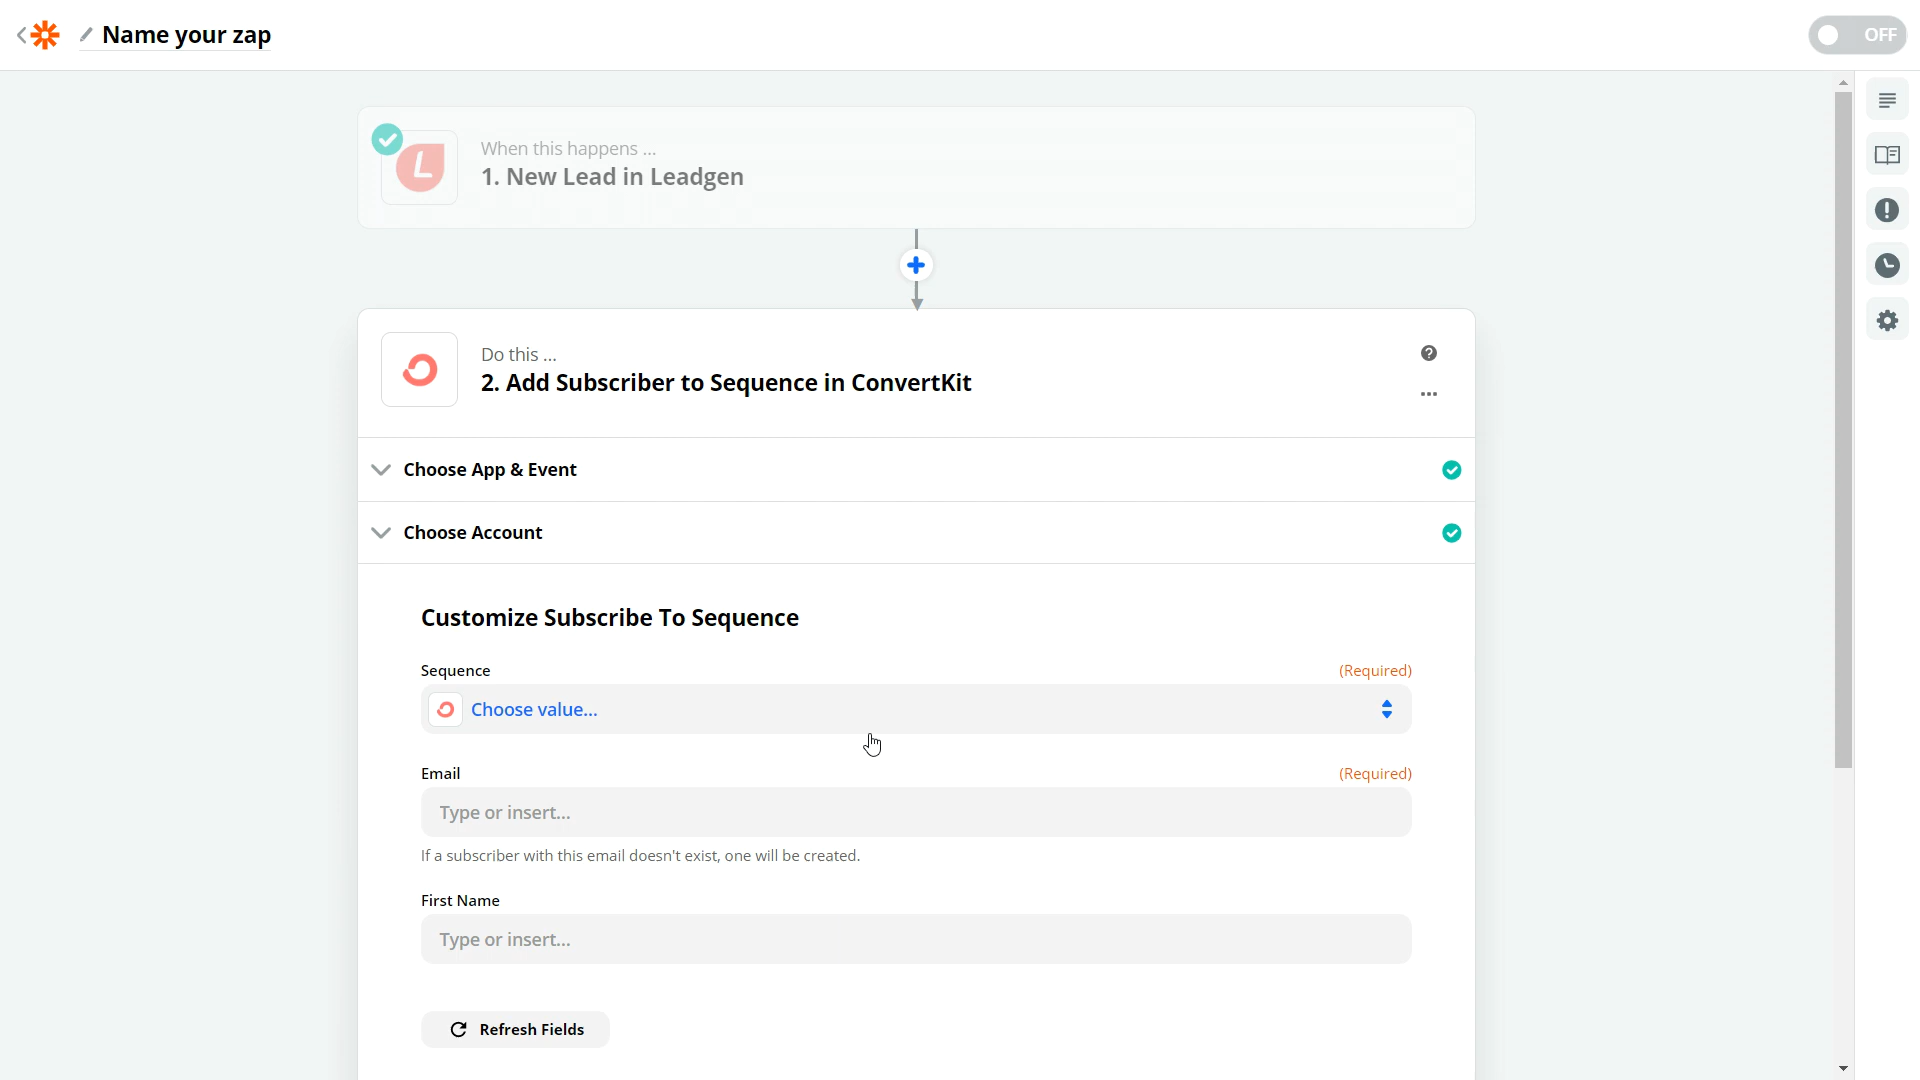 Name your zap
OFF
When this happens ...
1. New Lead in Leadgen
Do this ...
2. Add Subscriber to Sequence in ConvertKit
Choose App & Event
Choose Account
Customize Subscribe To Sequence
Sequence (Required)
Choose value...
Email (Required)
Type or insert...
If a subscriber with this email doesn't exist, one will be created.
First Name
Type or insert...
Refresh Fields